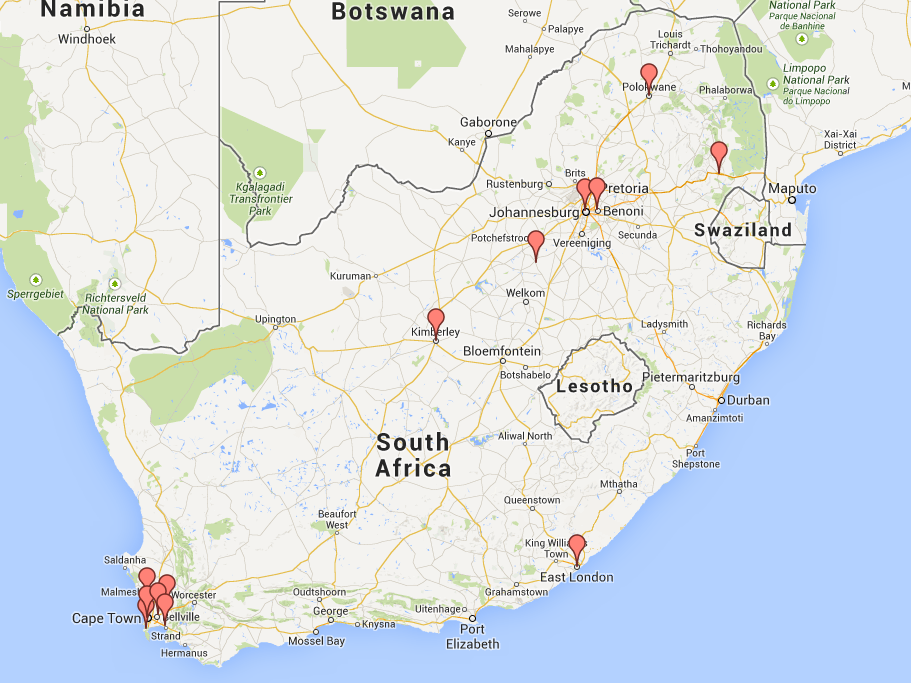 Namibia
Botswana
Windhoek
Serowe
Palapye
Mahalapye
National Park
Parque Nacional
de Banhine
Louis
Trichardt
Thohoyandou
Limpopo
National Park
Parque Nacional
do Limpopo
Polokwane
Phalaborwa
M
Gaborone
Kanye
Xai-Xai
District
Kgalagadi
Transfrontier
Park
Rustenburg
Brits
Pretoria
Maputo
Johannesburg
Benoni
Swaziland
Potchefstroo
Vereeniging
Secunda
Sperrgebiet
Richtersveld
National Park
Kuruman
Welkom
Upington
Kimberley
Ladysmith
Richards
Bay
Bloemfontein
Botshabelo
Lesotho
Pietermaritzburg
Durban
Amanzimtoti
South
Africa
Aliwal North
Port
Shepstone
Mthatha
Queenstown
Beaufort
West
King Willia s
Town
East London
Saldanha
Malmes
Worcester
Oudtshoorn
Grahamstown
Cape Town
Bellville
George
Uitenhage
Strand
Knysna
Mossel Bay
Port
Elizabeth
Hermanus